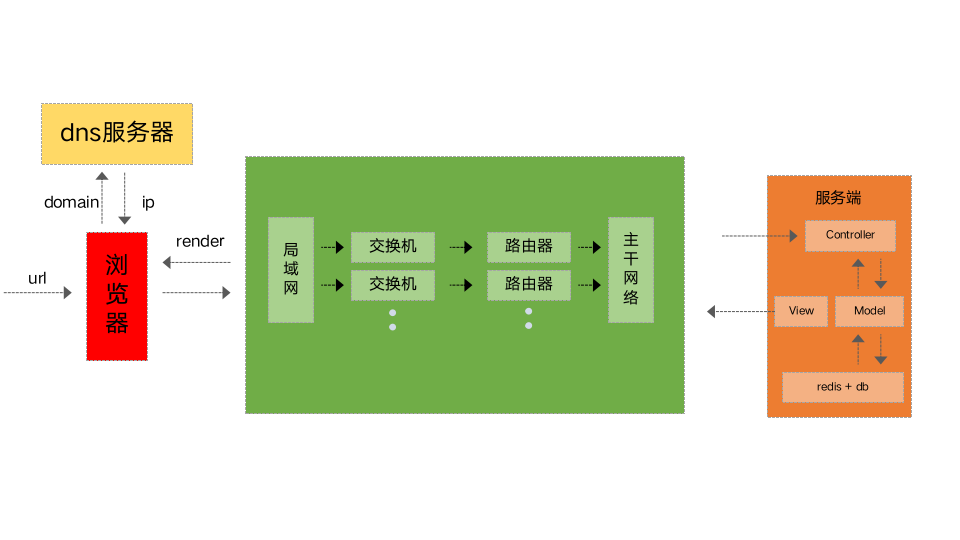 dns服务器
domain
ip
url
浏览器
render
局域网
交换机
路由器
交换机
路由器
主干网络
服务端
Controller
View
Model
redis + db